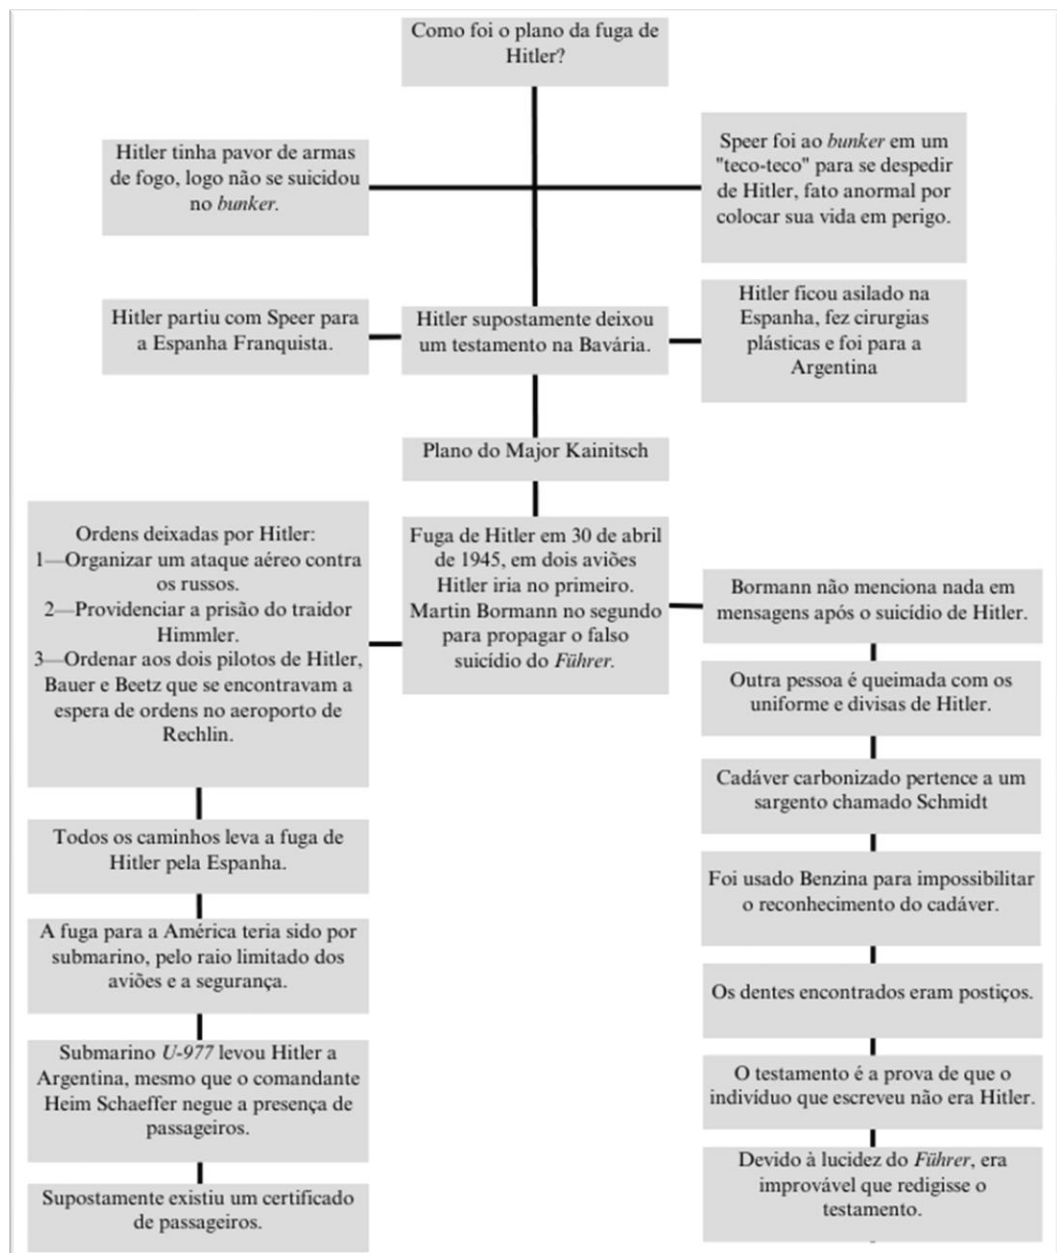 Como foi o plano da fuga de
Hitler?
Hitler tinha pavor de armas
de fogo, logo não se suicidou
no bunker.
Speer foi ao bunker em um
"teco-teco" para se despedir
de Hitler, fato anormal por
colocar sua vida em perigo.
Hitler partiu com Speer para
a Espanha Franquista.
Hitler supostamente deixou
um testamento na Bavária.
Hitler ficou asilado na
Espanha, fez cirurgias
plásticas e foi para a
Argentina
Plano do Major Kainitsch
Ordens deixadas por Hitler:
1—Organizar um ataque aéreo contra
os russos.
2—Providenciar a prisão do traidor
Himmler.
3—Ordenar aos dois pilotos de Hitler,
Bauer e Beetz que se encontravam a
espera de ordens no aeroporto de
Rechlin.
Fuga de Hitler em 30 de abril
de 1945, em dois aviões
Hitler iria no primeiro.
Martin Bormann no segundo
para propagar o falso
suicídio do Führer.
Bormann não menciona nada em
mensagens após o suicídio de Hitler.
Outra pessoa é queimada com os
uniforme e divisas de Hitler.
Cadáver carbonizado pertence a um
sargento chamado Schmidt
Foi usado Benzina para impossibilitar
o reconhecimento do cadáver.
Os dentes encontrados eram postiços.
O testamento é a prova de que o
indivíduo que escreveu não era Hitler.
Devido à lucidez do Führer, era
improvável que redigisse o
testamento.
Todos os caminhos leva a fuga de
Hitler pela Espanha.
A fuga para a América teria sido por
submarino, pelo raio limitado dos
aviões e a segurança.
Submarino U-977 levou Hitler a
Argentina, mesmo que o comandante
Heim Schaeffer negue a presença de
passageiros.
Supostamente existiu um certificado
de passageiros.